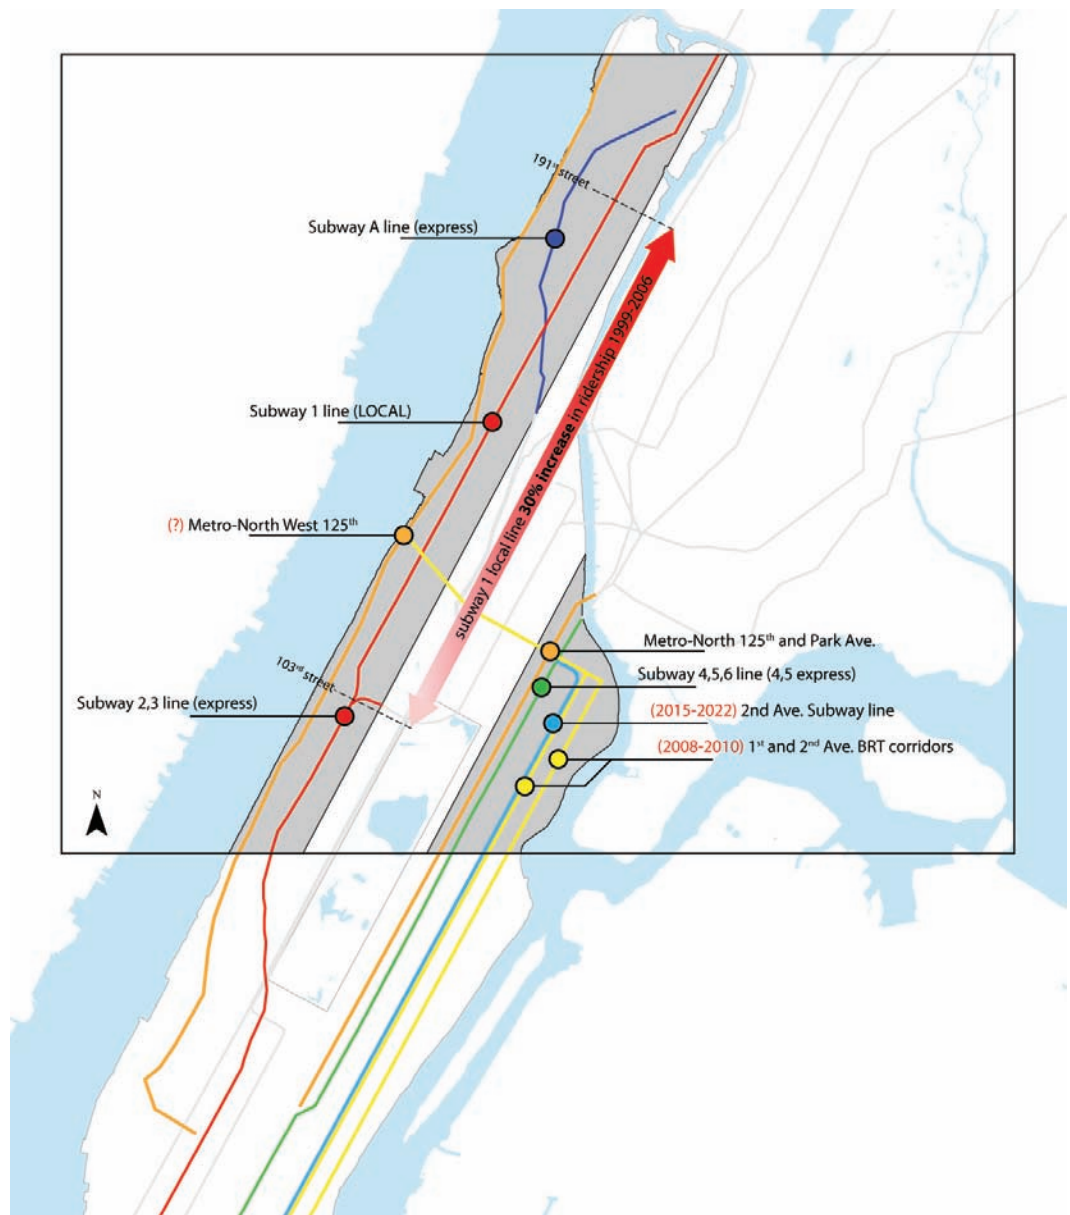 191st street
Subway A line (express)
subway 1 local line 30% increase in ridership 1999-2006
Subway 1 line (LOCAL)
(?) Metro-North West 125th
Metro-North 125th and Park Ave.
103rd street
Subway 4,5,6 line (4,5 express)
Subway 2,3 line (express)
(2015-2022) 2nd Ave. Subway line
(2008-2010) 1st and 2nd Ave. BRT corridors
N